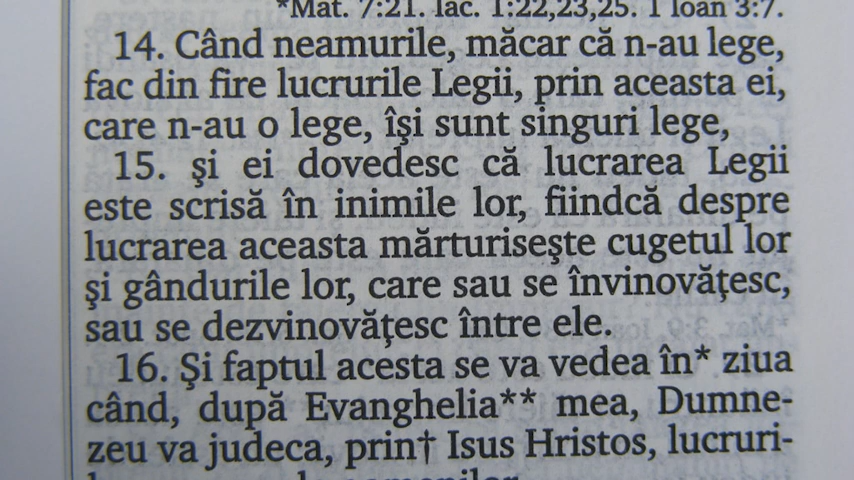 *Mat. 7:21. Iac. 1:22,23,25. 1 Ioan 3:7.
14. Când neamurile, măcar că n-au lege,
fac din fire lucrurile Legii, prin aceasta ei,
care n-au o lege, îşi sunt singuri lege,
15. şi ei dovedesc că lucrarea Legii
este scrisă în inimile lor, fiindcă despre
lucrarea aceasta mărturiseşte cugetul lor
şi gândurile lor, care sau se învinovăţesc,
sau se dezvinovăţesc între ele.
16. Şi faptul acesta se va vedea în* ziua
când, după Evanghelia** mea, Dumne-
zeu va judeca, prin† Isus Hristos, lucruri-